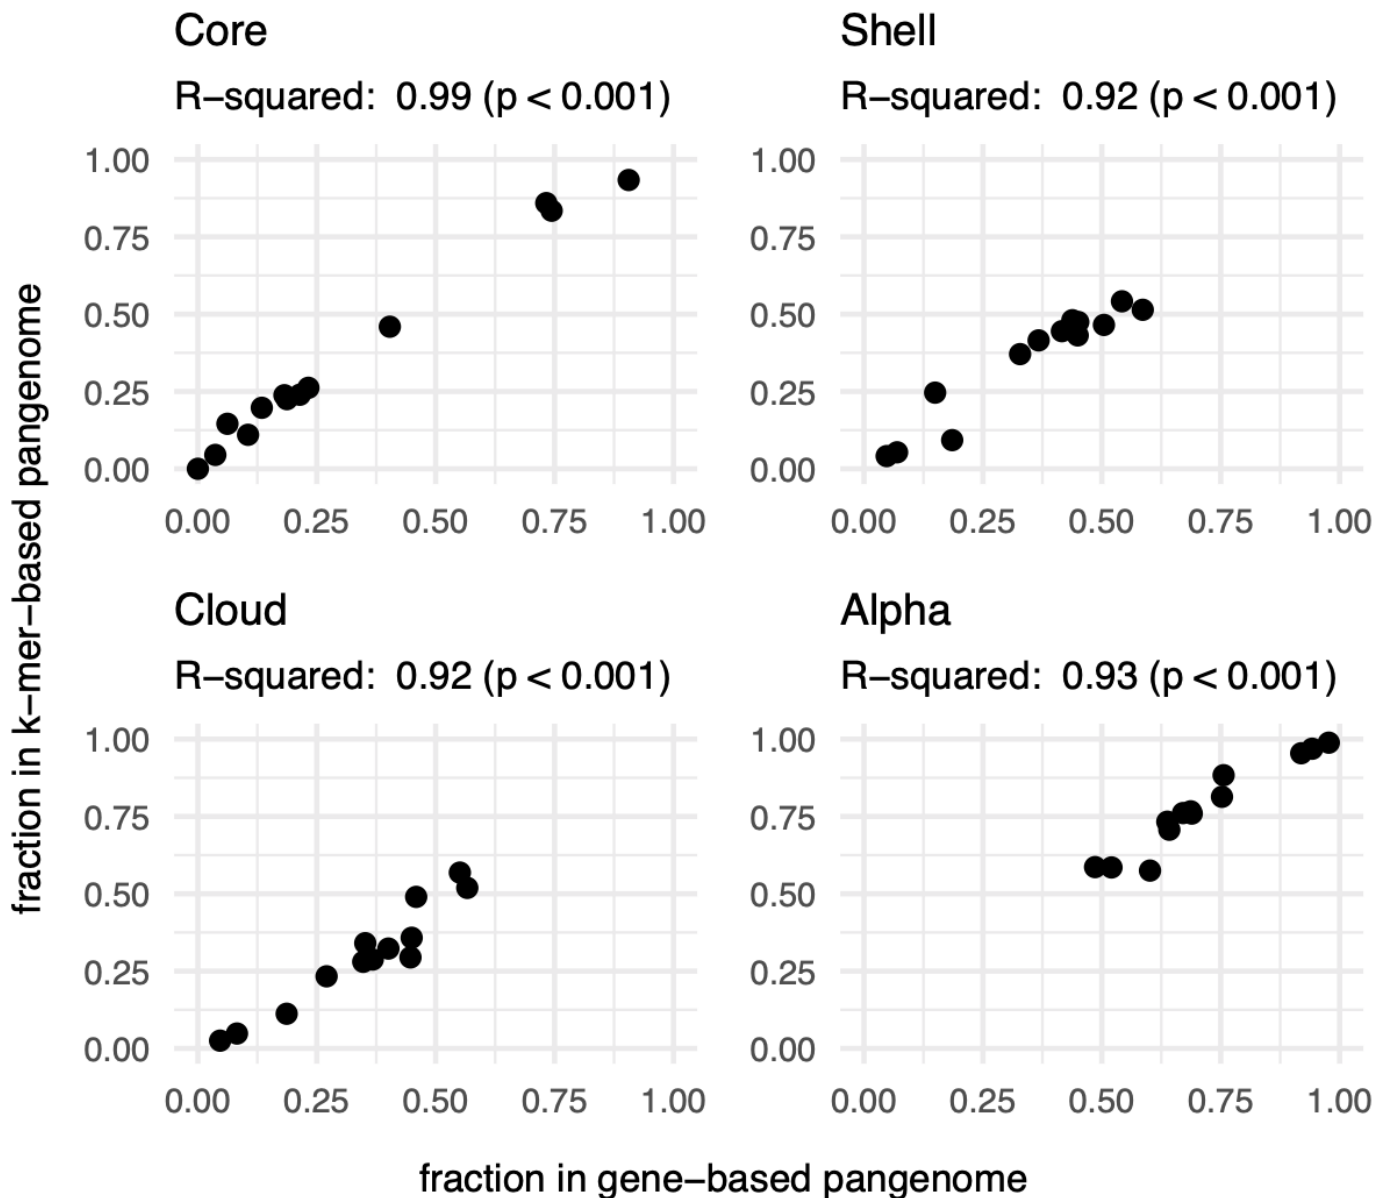 Core
R−squared:  0.99 (p < 0.001)
1.00
0.75
0.50
0.25
0.00
0.00 0.25 0.50 0.75 1.00
Shell
R−squared:  0.92 (p < 0.001)
1.00
0.75
0.50
0.25
0.00
0.00 0.25 0.50 0.75 1.00
fraction in k−mer−based pangenome
Cloud
R−squared:  0.92 (p < 0.001)
1.00
0.75
0.50
0.25
0.00
0.00 0.25 0.50 0.75 1.00
Alpha
R−squared:  0.93 (p < 0.001)
1.00
0.75
0.50
0.25
0.00
0.00 0.25 0.50 0.75 1.00
fraction in gene−based pangenome